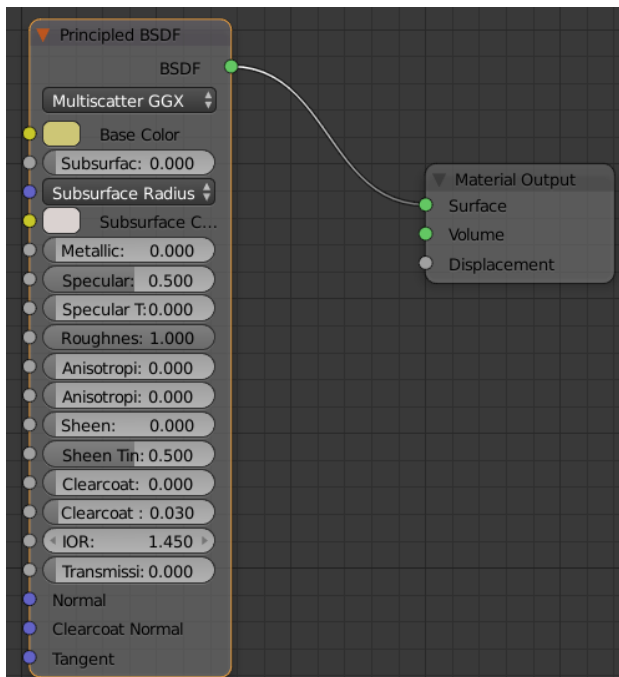 Principled BSDF
BSDF
Multiscatter GGX
Base Color
Subsurfac: 0.000
Subsurface Radius
Subsurface C...
Metallic: 0.000
Specular: 0.500
Specular T: 0.000
Roughnes: 1.000
Anisotropi: 0.000
Anisotropi: 0.000
Sheen: 0.000
Sheen Tin: 0.500
Clearcoat: 0.000
Clearcoat : 0.030
IOR: 1.450
Transmissi: 0.000
Normal
Clearcoat Normal
Tangent
Material Output
Surface
Volume
Displacement